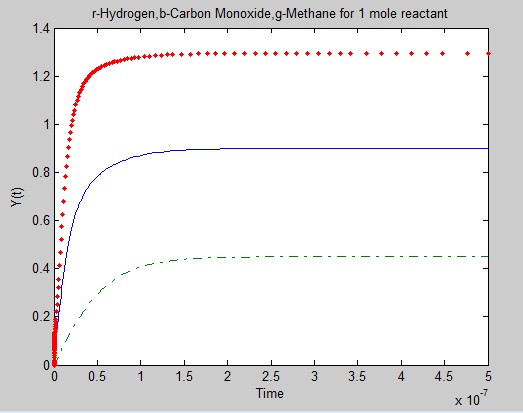 r-Hydrogen,b-Carbon Monoxide,g-Methane for 1 mole reactant
1.4
1.2
1
0.8
0.6
0.4
0.2
0
Y(t)
0 0.5 1 1.5 2 2.5 3 3.5 4 4.5 5
Time
x 10⁻⁷